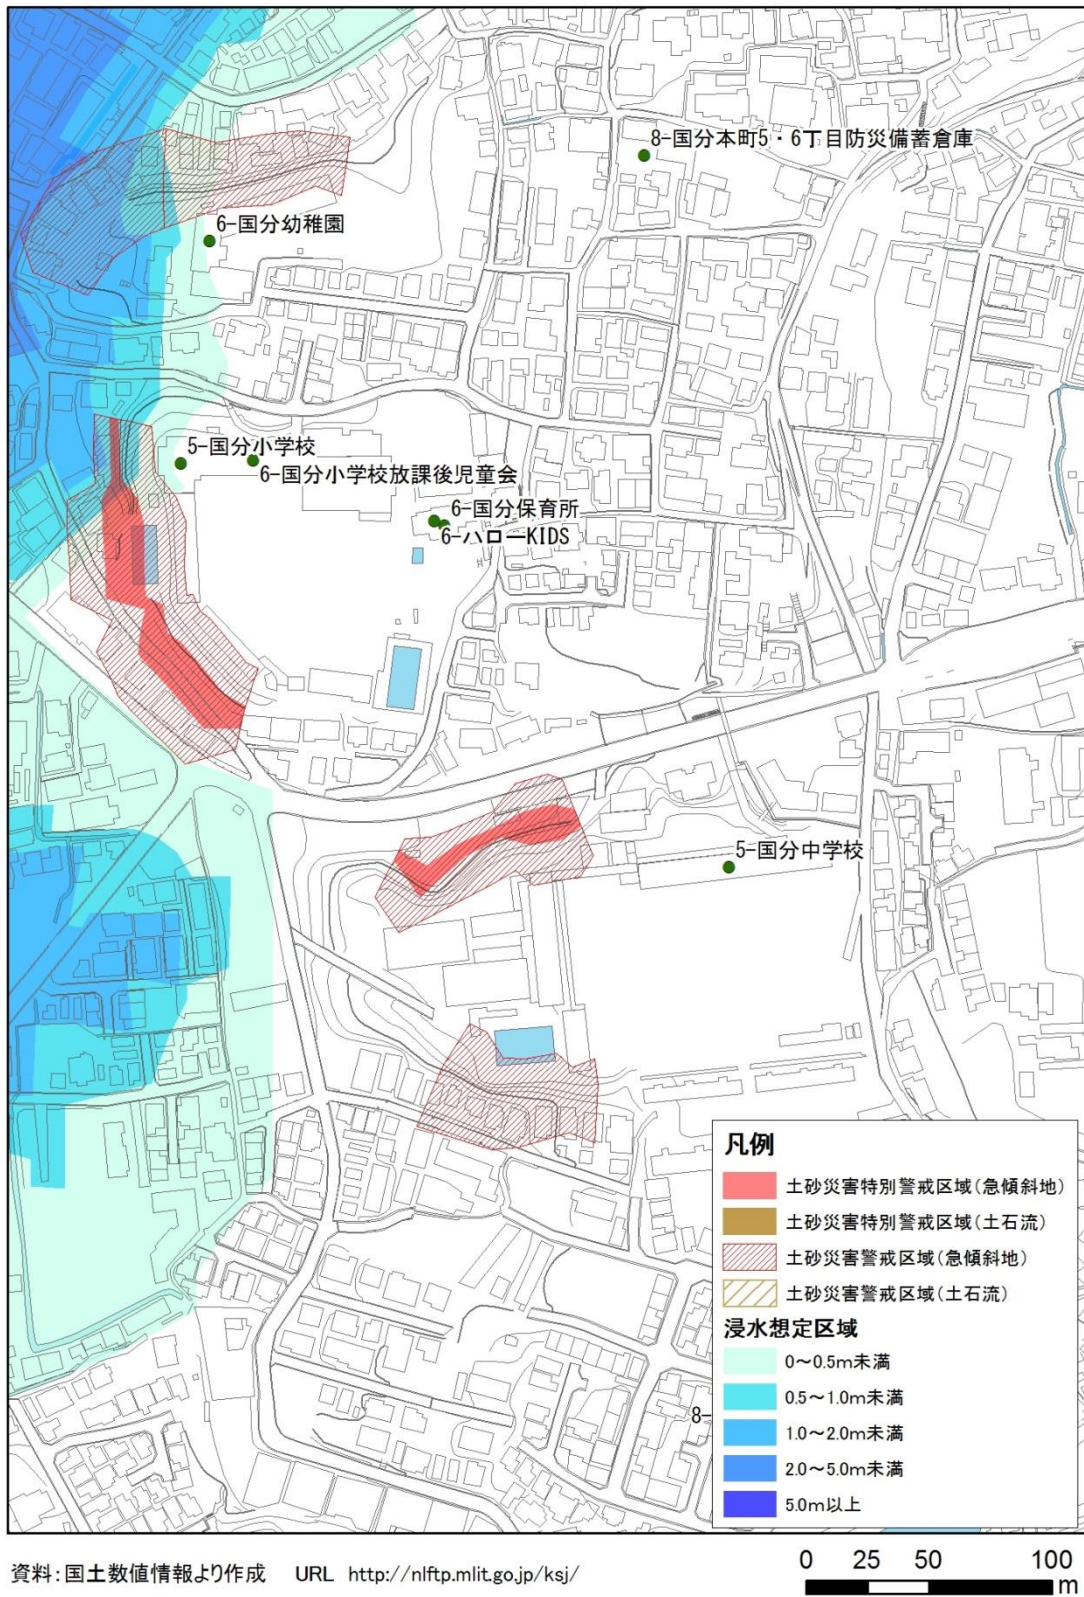 8-国分本町5・6丁目防災備蓄倉庫
6-国分幼稚園
5-国分小学校
6-国分小学校放課後児童会
6-国分保育所
6-ハローKIDS
5-国分中学校
8-
凡例
土砂災害特別警戒区域(急傾斜地)
土砂災害特別警戒区域(土石流)
土砂災害警戒区域(急傾斜地)
土砂災害警戒区域(土石流)
浸水想定区域
0~0.5m未満
0.5~1.0m未満
1.0~2.0m未満
2.0~5.0m未満
5.0m以上
資料:国土数値情報より作成 URL http://nlftp.mlit.go.jp/ksj/
0 25 50 100
m